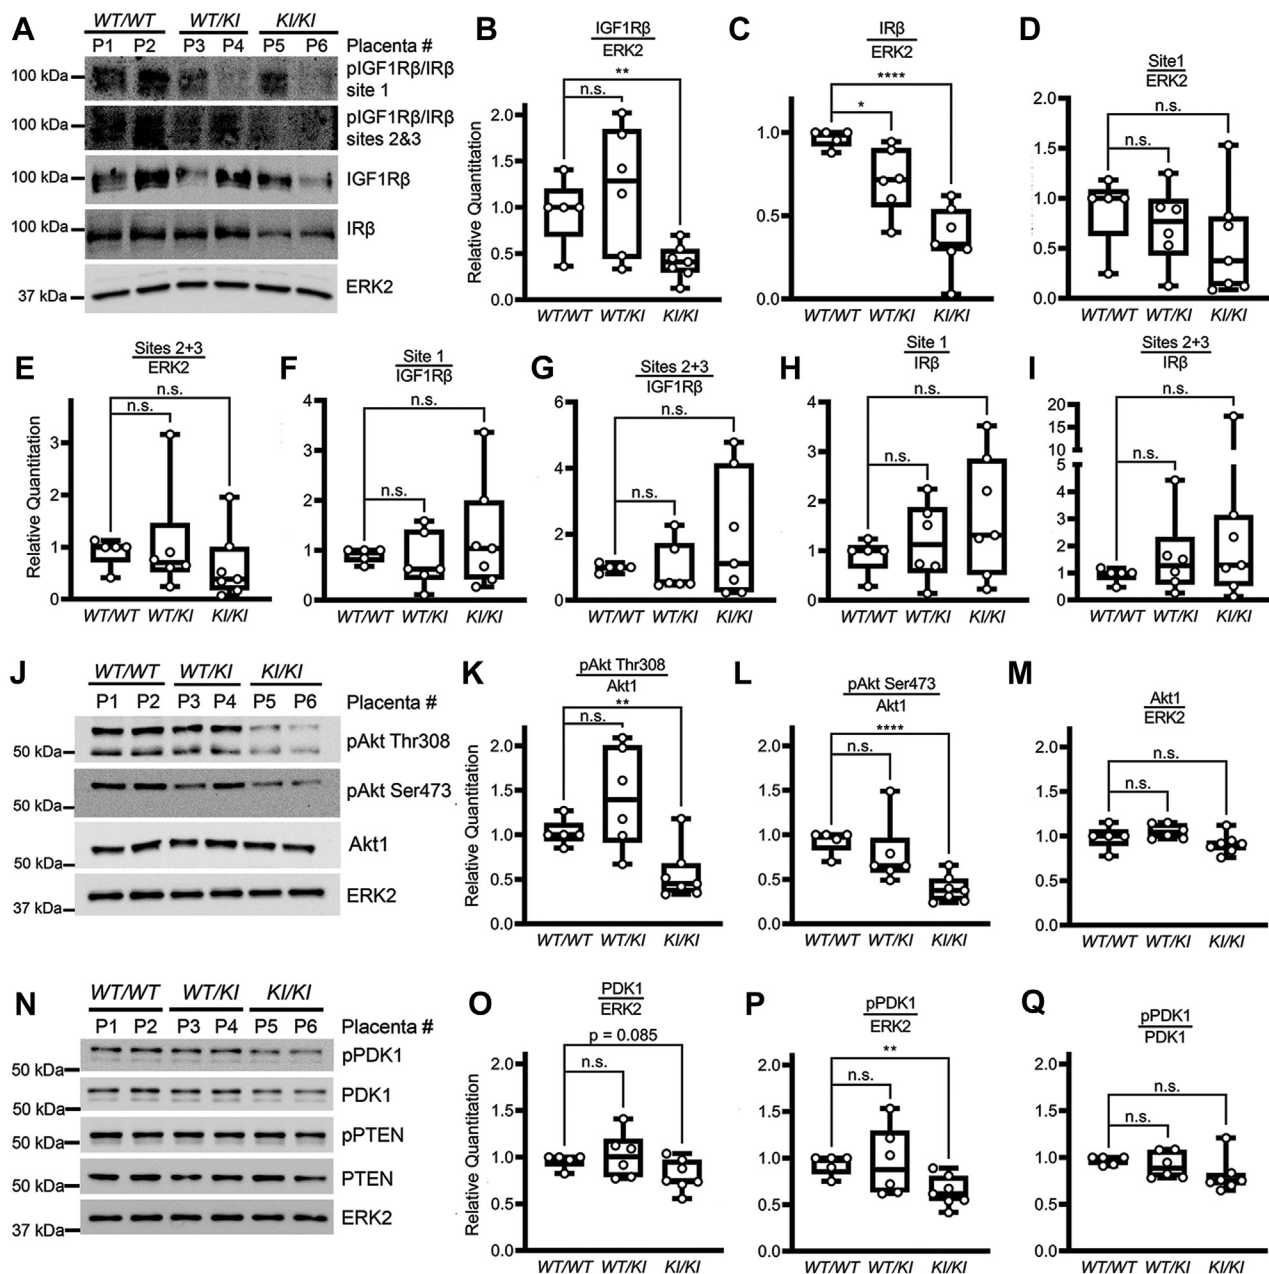 A
WT/WT WT/KI KI/KI
P1 P2 P3 P4 P5 P6 Placenta #
100 kDa
pIGF1Rβ/IRβ
site 1
100 kDa
pIGF1Rβ/IRβ
sites 2&3
100 kDa IGF1Rβ
100 kDa IRβ
37 kDa ERK2
B
IGF1Rβ
ERK2
**
n.s.
Relative Quantitation
2.0
1.5
1.0
0.5
0.0
WT/WT WT/KI KI/KI
C
IRβ
ERK2
****
*
1.0
0.5
0.0
WT/WT WT/KI KI/KI
D
Site1
ERK2
n.s.
n.s.
2.0
1.5
1.0
0.5
0.0
WT/WT WT/KI KI/KI
E
Sites 2+3
ERK2
n.s.
n.s.
Relative Quantitation
3
2
1
0
WT/WT WT/KI KI/KI
F
Site 1
IGF1Rβ
n.s.
n.s.
4
3
2
1
0
WT/WT WT/KI KI/KI
G
Sites 2+3
IGF1Rβ
n.s.
n.s.
6
4
2
0
WT/WT WT/KI KI/KI
H
Site 1
IRβ
n.s.
n.s.
4
3
2
1
0
WT/WT WT/KI KI/KI
I
Sites 2+3
IRβ
n.s.
n.s.
20
15
10
5
4
3
2
1
0
WT/WT WT/KI KI/KI
J
WT/WT WT/KI KI/KI
P1 P2 P3 P4 P5 P6 Placenta #
50 kDa pAkt Thr308
50 kDa pAkt Ser473
50 kDa Akt1
37 kDa ERK2
K
pAkt Thr308
Akt1
**
n.s.
Relative Quantitation
2.0
1.5
1.0
0.5
0.0
WT/WT WT/KI KI/KI
L
pAkt Ser473
Akt1
****
n.s.
2.0
1.5
1.0
0.5
0.0
WT/WT WT/KI KI/KI
M
Akt1
ERK2
n.s.
n.s.
2.0
1.5
1.0
0.5
0.0
WT/WT WT/KI KI/KI
N
WT/WT WT/KI KI/KI
P1 P2 P3 P4 P5 P6 Placenta #
50 kDa pPDK1
50 kDa PDK1
50 kDa pPTEN
50 kDa PTEN
37 kDa ERK2
O
PDK1
ERK2
p = 0.085
n.s.
Relative Quantitation
2.0
1.5
1.0
0.5
0.0
WT/WT WT/KI KI/KI
P
pPDK1
ERK2
**
n.s.
2.0
1.5
1.0
0.5
0.0
WT/WT WT/KI KI/KI
Q
pPDK1
PDK1
n.s.
n.s.
2.0
1.5
1.0
0.5
0.0
WT/WT WT/KI KI/KI